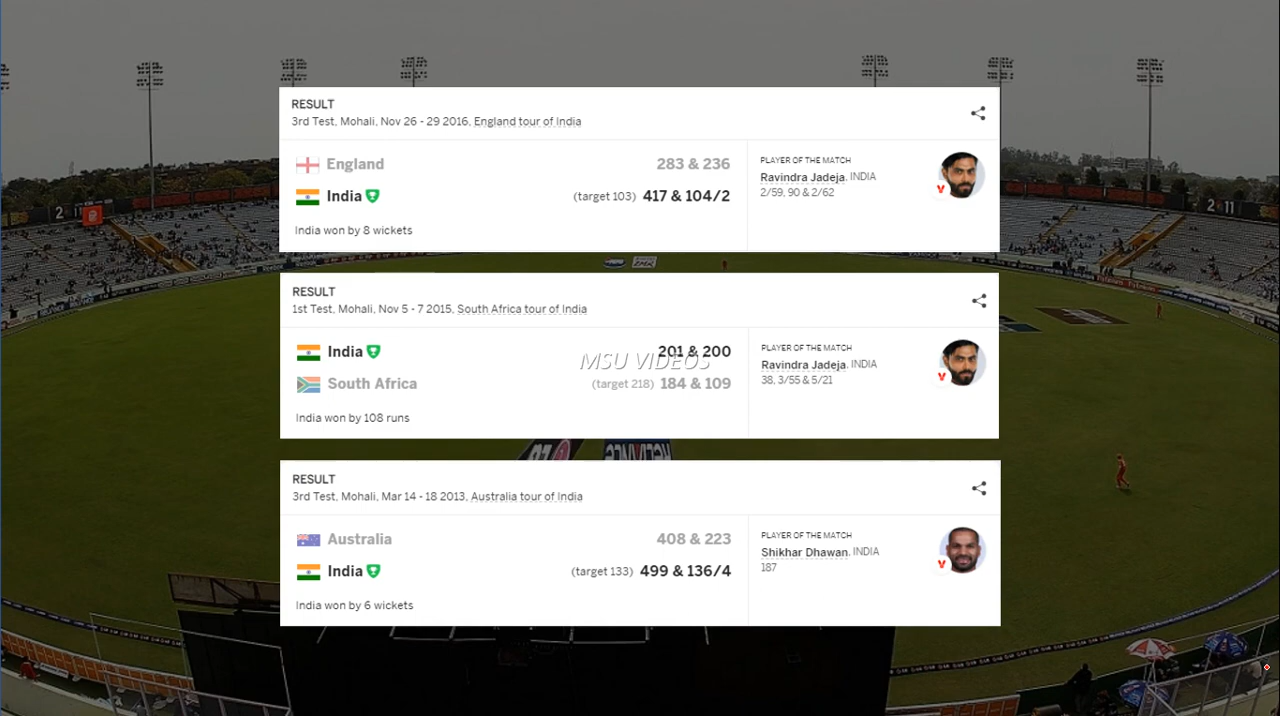 RESULT
3rd Test, Mohali, Nov 26 - 29 2016, England tour of India
England 283 & 236
India (target 103) 417 & 104/2
India won by 8 wickets
PLAYER OF THE MATCH
Ravindra Jadeja, INDIA
2/59, 90 & 2/62
RESULT
1st Test, Mohali, Nov 5 - 7 2015, South Africa tour of India
India 201 & 200
MSU VIDEOS
South Africa (target 218) 184 & 109
India won by 108 runs
PLAYER OF THE MATCH
Ravindra Jadeja, INDIA
38, 3/55 & 5/21
RESULT
3rd Test, Mohali, Mar 14 - 18 2013, Australia tour of India
Australia 408 & 223
India (target 133) 499 & 136/4
India won by 6 wickets
PLAYER OF THE MATCH
Shikhar Dhawan, INDIA
187